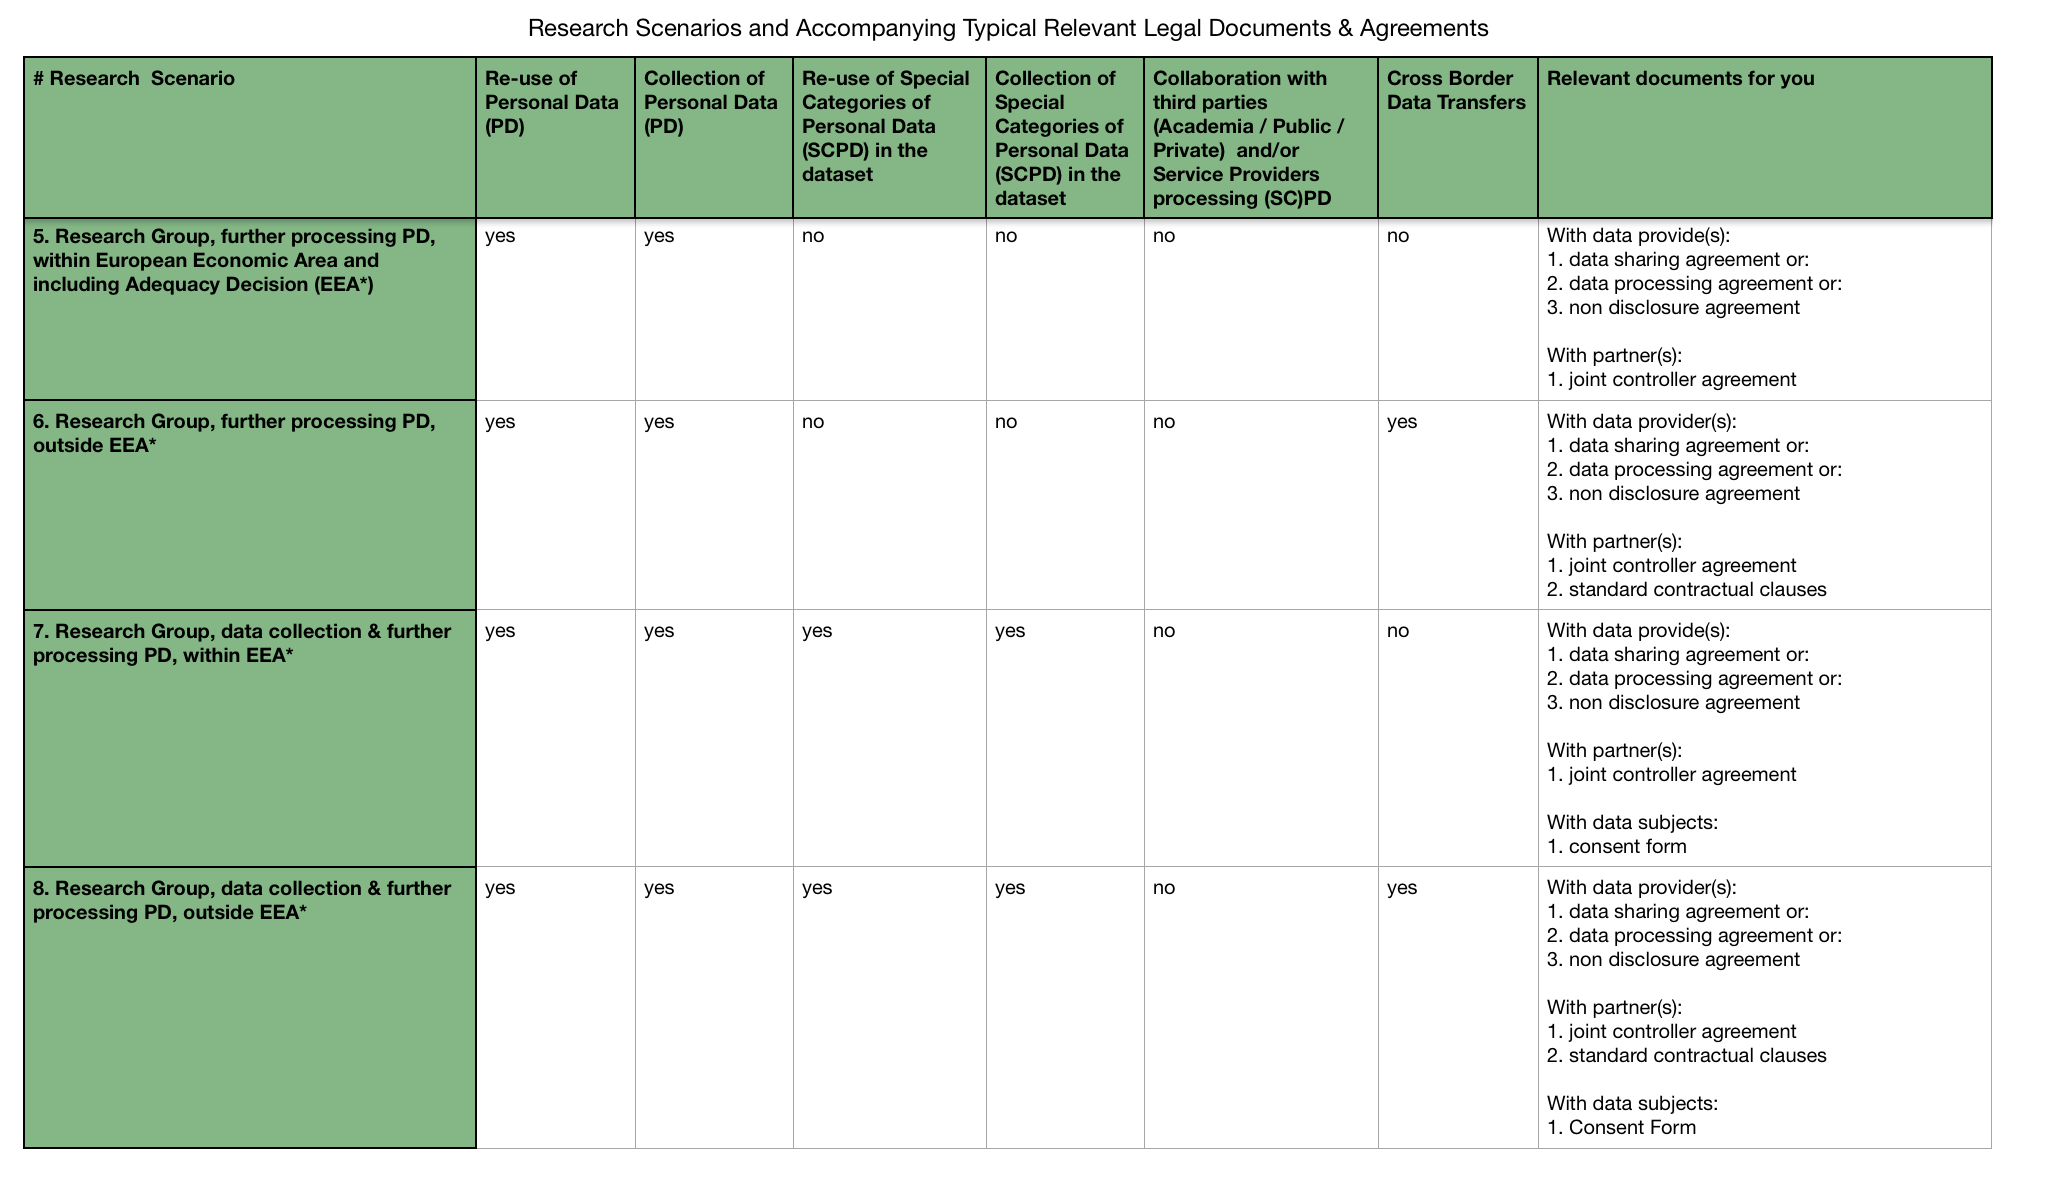 Research Scenarios and Accompanying Typical Relevant Legal Documents & Agreements
# Research  Scenario
Re-use of
Personal Data
(PD)
Collection of
Personal Data
(PD)
Re-use of Special
Categories of
Personal Data
(SCPD) in the
dataset
Collection of
Special
Categories of
Personal Data
(SCPD) in the
dataset
Collaboration with
third parties
(Academia / Public /
Private)  and/or
Service Providers
processing (SC)PD
Cross Border
Data Transfers
Relevant documents for you
5. Research Group, further processing PD,
within European Economic Area and
including Adequacy Decision (EEA*)
yes
yes
no
no
no
no
With data provide(s):
1. data sharing agreement or:
2. data processing agreement or:
3. non disclosure agreement
With partner(s):
1. joint controller agreement
6. Research Group, further processing PD,
outside EEA*
yes
yes
no
no
no
yes
With data provider(s):
1. data sharing agreement or:
2. data processing agreement or:
3. non disclosure agreement
With partner(s):
1. joint controller agreement
2. standard contractual clauses
7. Research Group, data collection & further
processing PD, within EEA*
yes
yes
yes
yes
no
no
With data provide(s):
1. data sharing agreement or:
2. data processing agreement or:
3. non disclosure agreement
With partner(s):
1. joint controller agreement
With data subjects:
1. consent form
8. Research Group, data collection & further
processing PD, outside EEA*
yes
yes
yes
yes
no
yes
With data provider(s):
1. data sharing agreement or:
2. data processing agreement or:
3. non disclosure agreement
With partner(s):
1. joint controller agreement
2. standard contractual clauses
With data subjects:
1. Consent Form